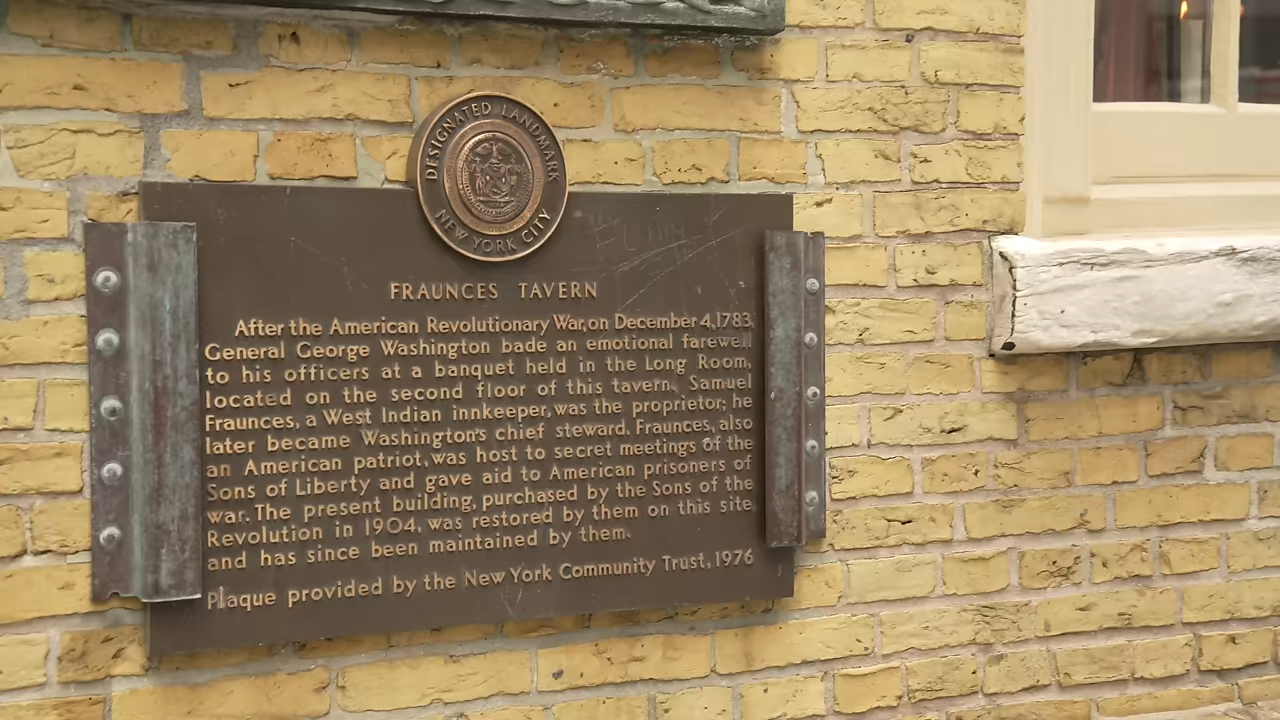 DESIGNATED LANDMARK
NEW YORK CITY
FRAUNCES TAVERN
After the American Revolutionary War, on December 4, 1783,
General George Washington bade an emotional farewell
to his officers at a banquet held in the Long Room,
located on the second floor of this tavern. Samuel
Fraunces, a West Indian innkeeper, was the proprietor; he
later became Washington's chief steward. Fraunces, also
an American patriot, was host to secret meetings of the
Sons of Liberty and gave aid to American prisoners of
war. The present building, purchased by the Sons of the
Revolution in 1904, was restored by them on this site
and has since been maintained by them.
Plaque provided by the New York Community Trust, 1976